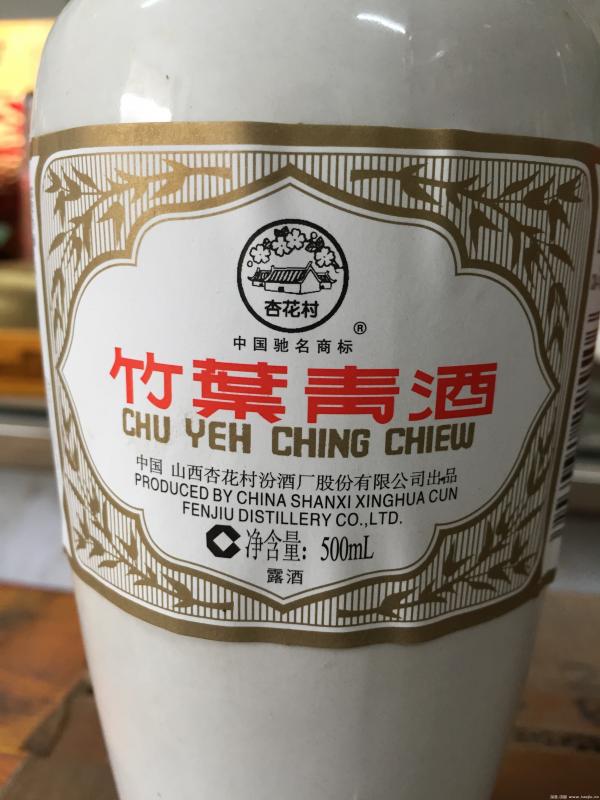 杏花村
®
中国驰名商标
竹葉青酒
CHU YEH CHING CHIEW
中国 山西杏花村汾酒厂股份有限公司出品
PRODUCED BY CHINA SHANXI XINGHUA CUN
FENJIU DISTILLERY CO.,LTD.
净含量：500mL
露酒